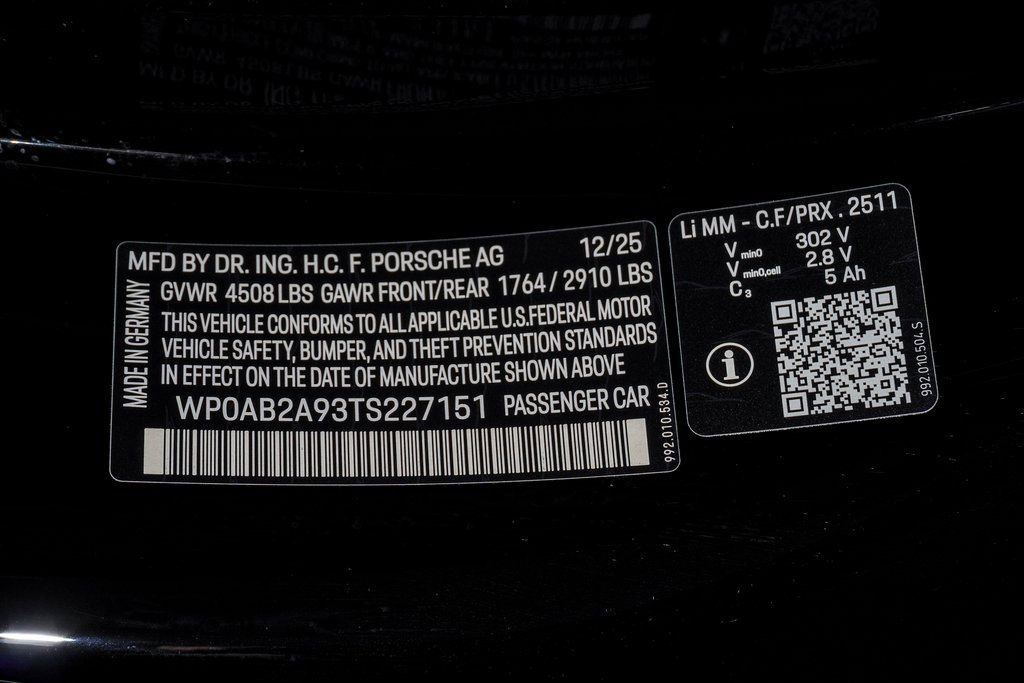 MFD BY DR. ING. H.C. F. PORSCHE AG 12/25
GVWR 4508 LBS GAWR FRONT/REAR 1764 / 2910 LBS
THIS VEHICLE CONFORMS TO ALL APPLICABLE U.S.FEDERAL MOTOR
VEHICLE SAFETY, BUMPER, AND THEFT PREVENTION STANDARDS
IN EFFECT ON THE DATE OF MANUFACTURE SHOWN ABOVE
WP0AB2A93TS227151 PASSENGER CAR
MADE IN GERMANY
992.010.534.D
Li MM - C.F/PRX . 2511
Vmin0 302 V
Vmin0,cell 2.8 V
C3 5 Ah
i
992.010.504.S